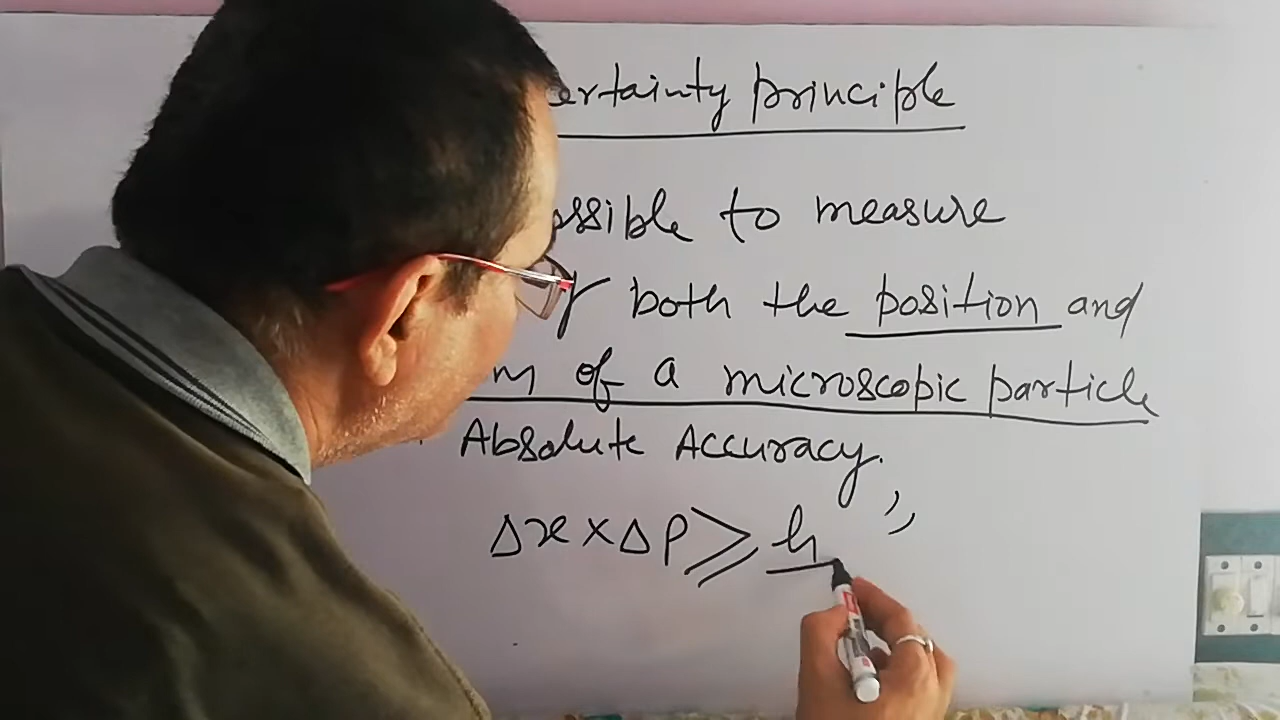 ertainty principle
ssible to measure
both the position and
m of a microscopic particle
Absolute Accuracy."
Δx × Δp ≥ h